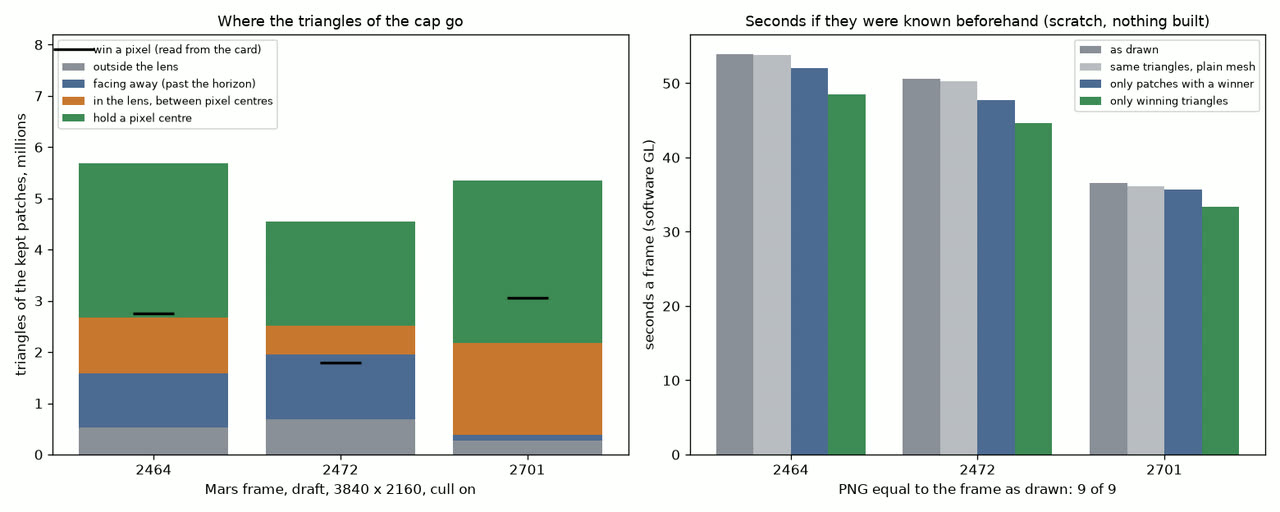 Where the triangles of the cap go
triangles of the kept patches, millions
8
7
6
5
4
3
2
1
0
win a pixel (read from the card)
outside the lens
facing away (past the horizon)
in the lens, between pixel centres
hold a pixel centre
2464
2472
2701
Mars frame, draft, 3840 x 2160, cull on
Seconds if they were known beforehand (scratch, nothing built)
seconds a frame (software GL)
50
40
30
20
10
0
as drawn
same triangles, plain mesh
only patches with a winner
only winning triangles
2464
2472
2701
PNG equal to the frame as drawn: 9 of 9